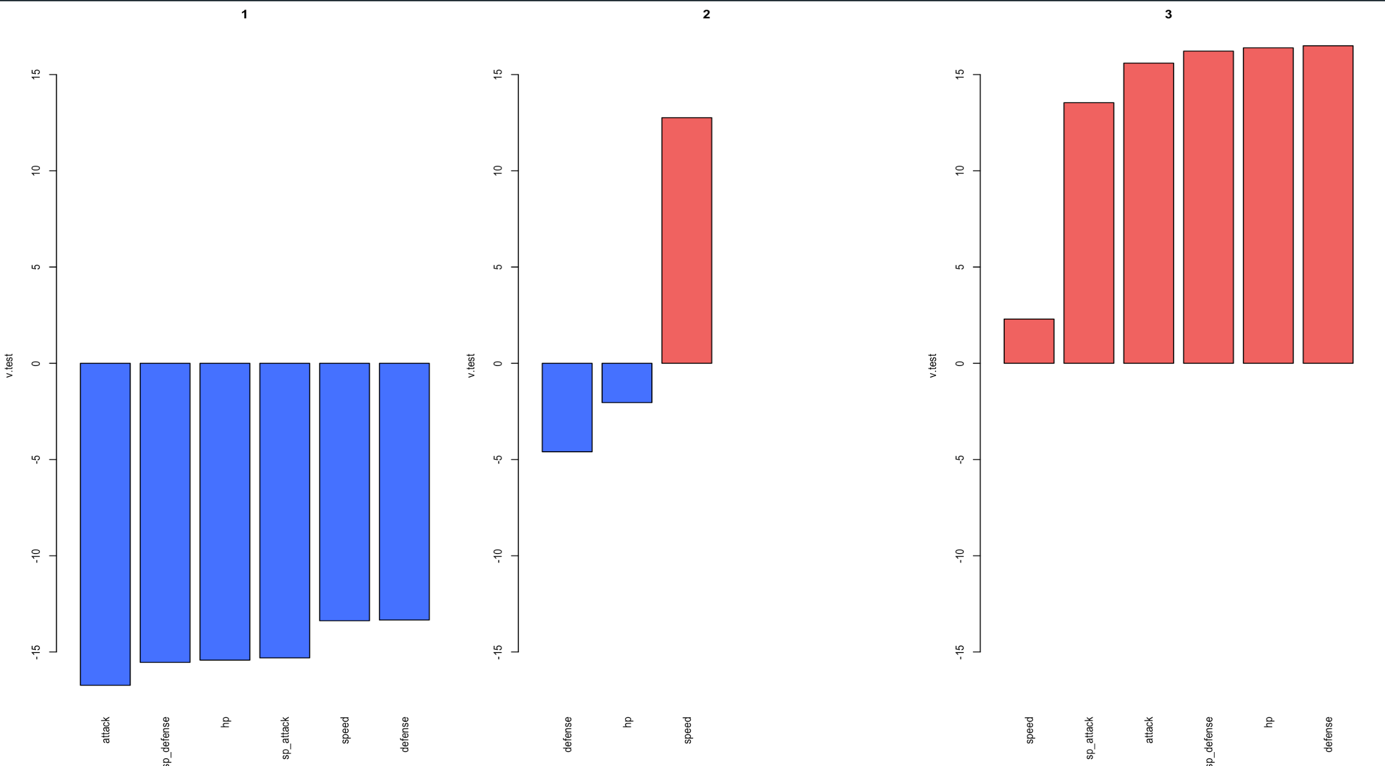 1
2
3
v.test
15
10
5
0
-5
-10
-15
attack
sp_defense
hp
sp_attack
speed
defense
v.test
15
10
5
0
-5
-10
-15
defense
hp
speed
v.test
15
10
5
0
-5
-10
-15
speed
sp_attack
attack
sp_defense
hp
defense